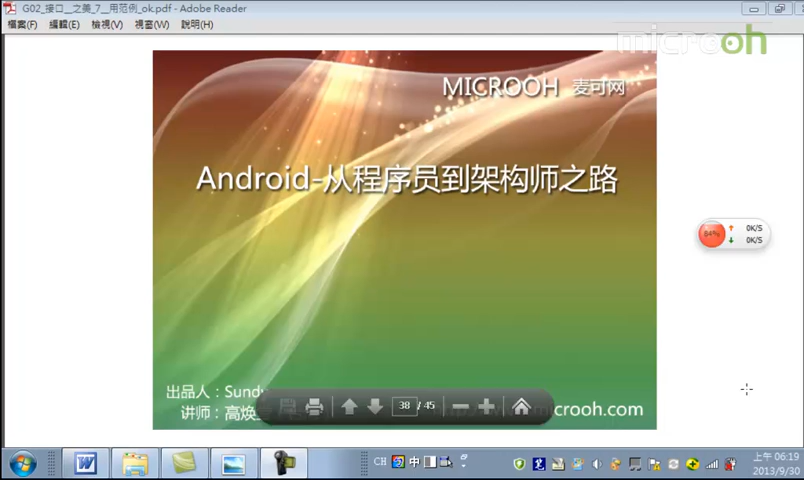 G02_接口__之美_7__用范例_ok.pdf - Adobe Reader
檔案(F) 編輯(E) 檢視(V) 視窗(W) 說明(H)
microoh
MICROOH 麦可网
Android-从程序员到架构师之路
84%
0K/S
0K/S
出品人：Sundy
讲师：高焕
38 / 45
microoh.com
CH 中
上午 06:19
2013/9/30